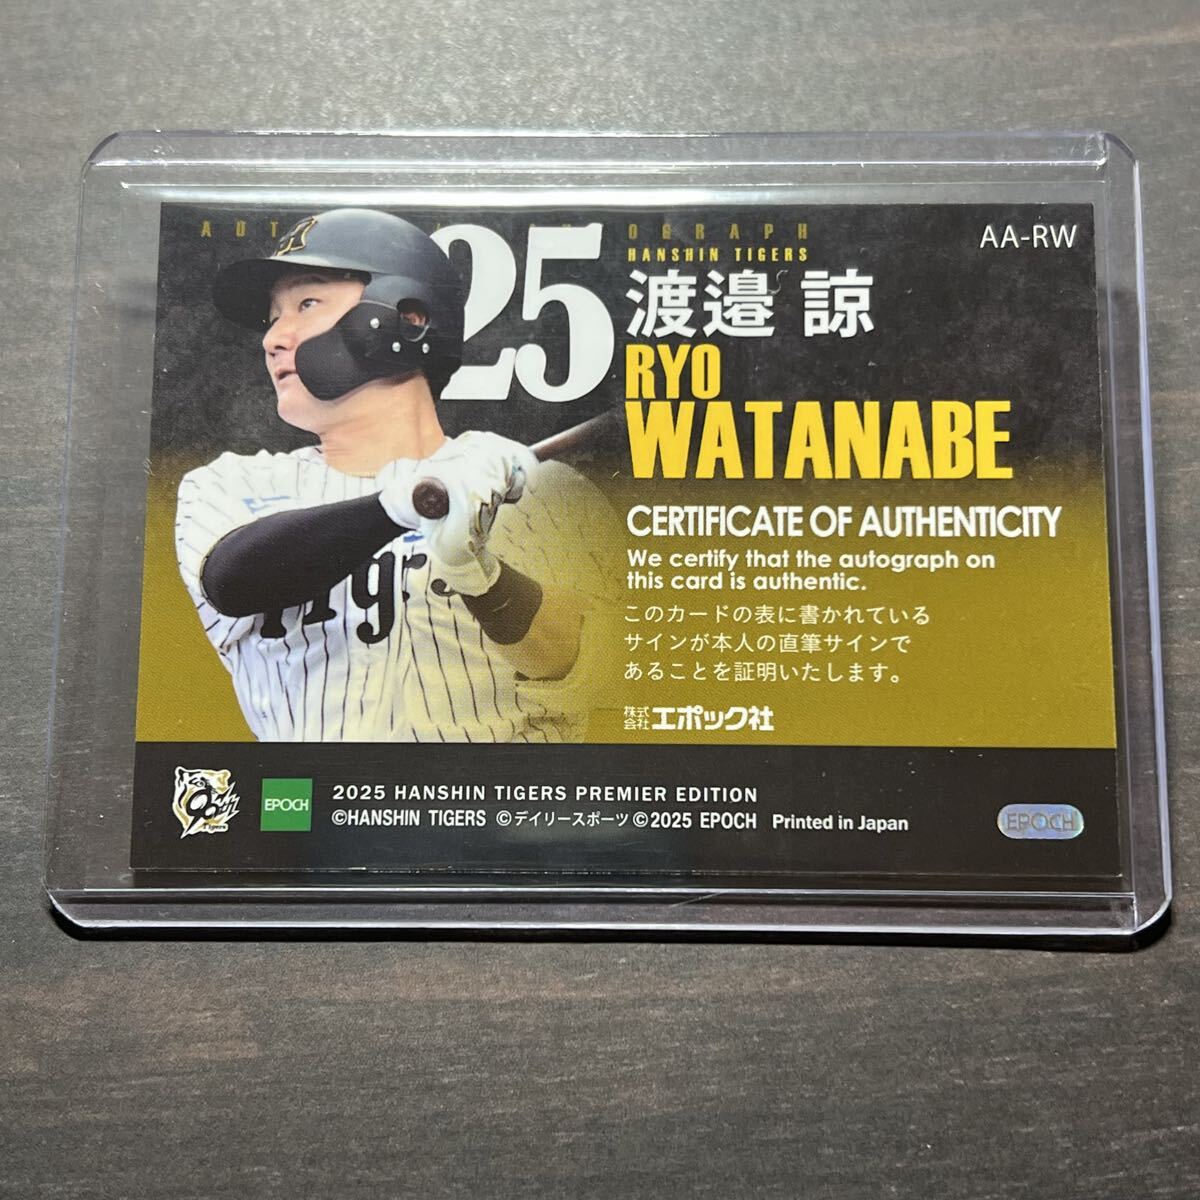 AA-RW
HANSHIN TIGERS
25
渡邉 諒
RYO
WATANABE
CERTIFICATE OF AUTHENTICITY
We certify that the autograph on
this card is authentic.
このカードの表に書かれている
サインが本人の直筆サインで
あることを証明いたします。
株式会社エポック社
Tigers
EPOCH
2025 HANSHIN TIGERS PREMIER EDITION
©HANSHIN TIGERS ©デイリースポーツ ©2025 EPOCH Printed in Japan
EPOCH